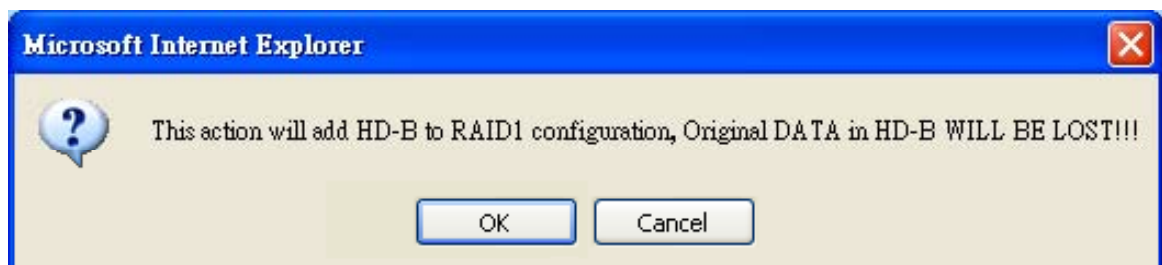 Microsoft Internet Explorer
This action will add HD-B to RAID1 configuration, Original DATA in HD-B WILL BE LOST!!!
OK
Cancel